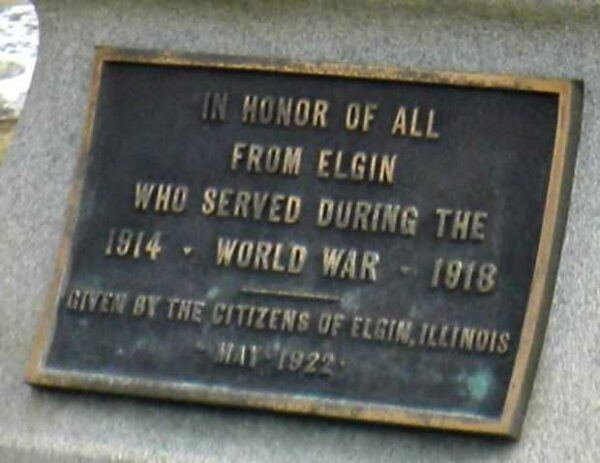 IN HONOR OF ALL
FROM ELGIN
WHO SERVED DURING THE
1914 - WORLD WAR - 1918
GIVEN BY THE CITIZENS OF ELGIN, ILLINOIS
MAY 1922